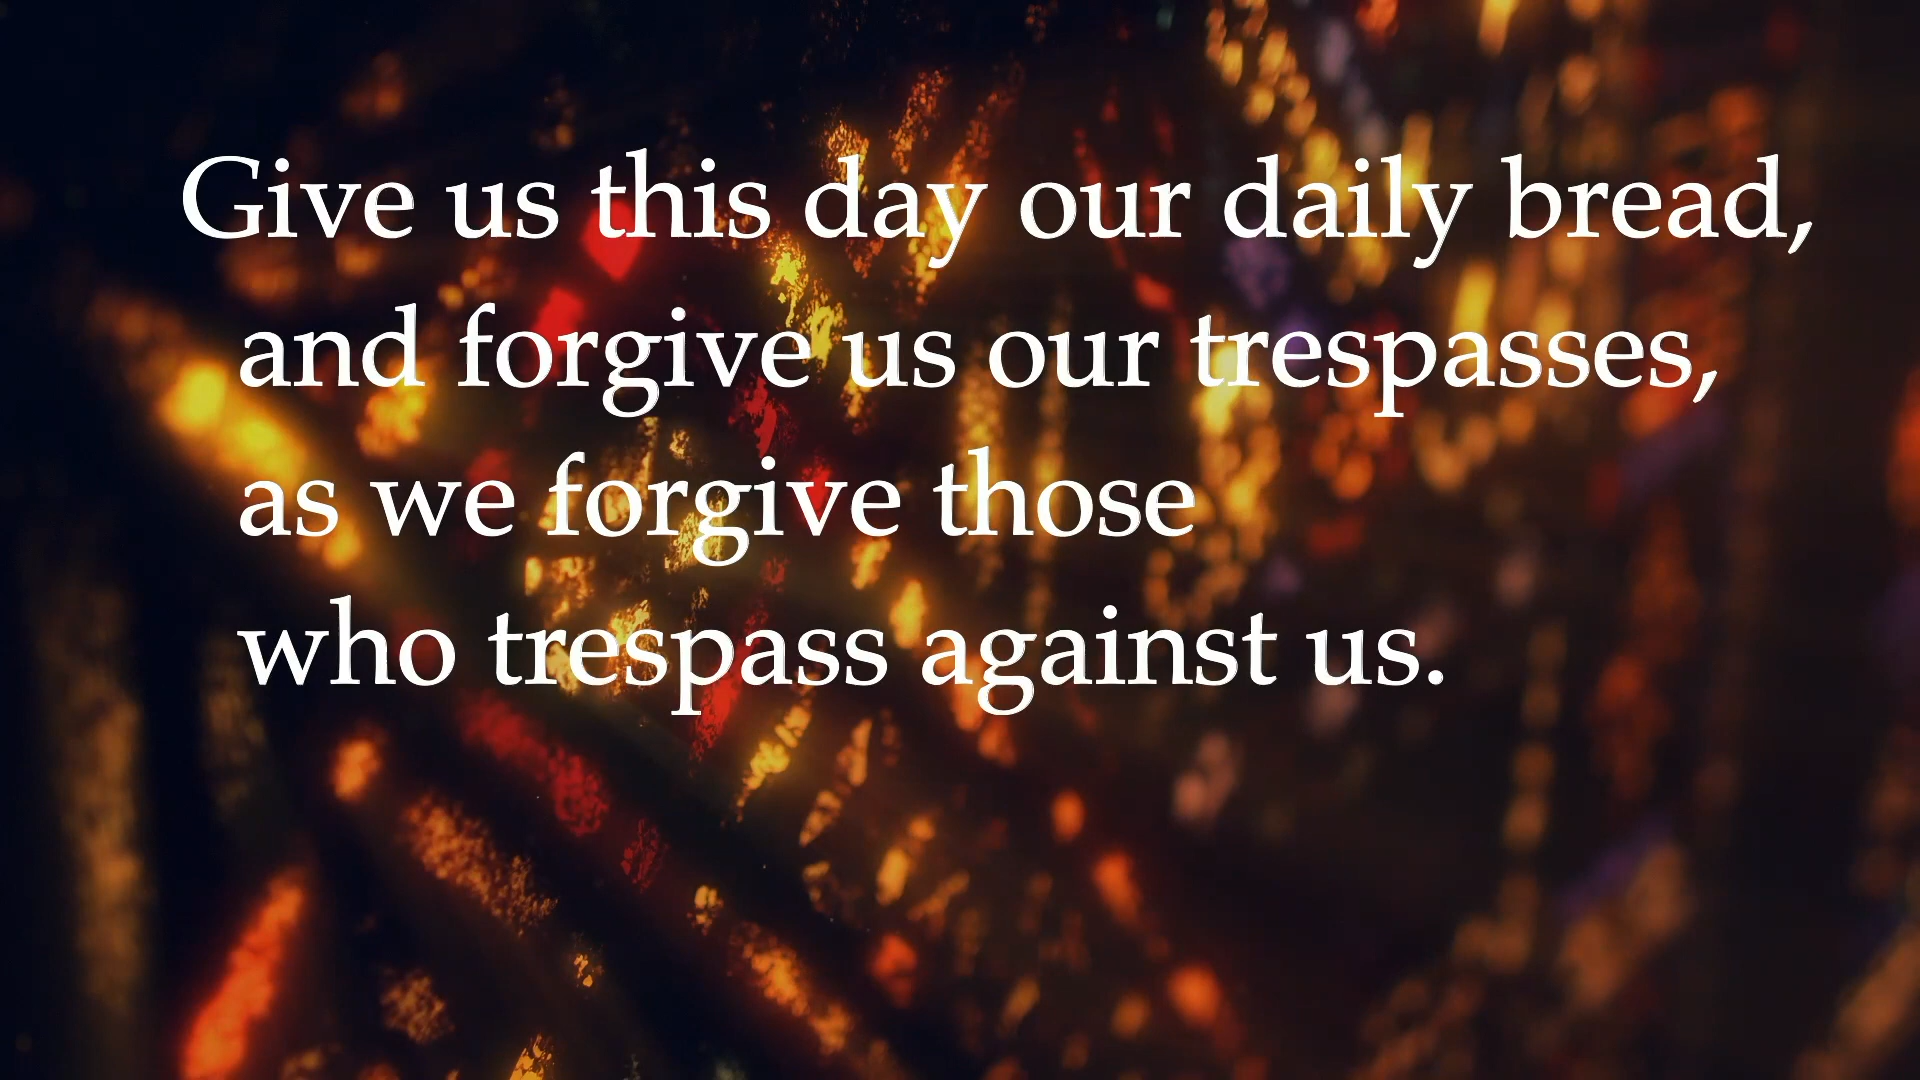 Give us this day our daily bread,
and forgive us our trespasses,
as we forgive those
who trespass against us.